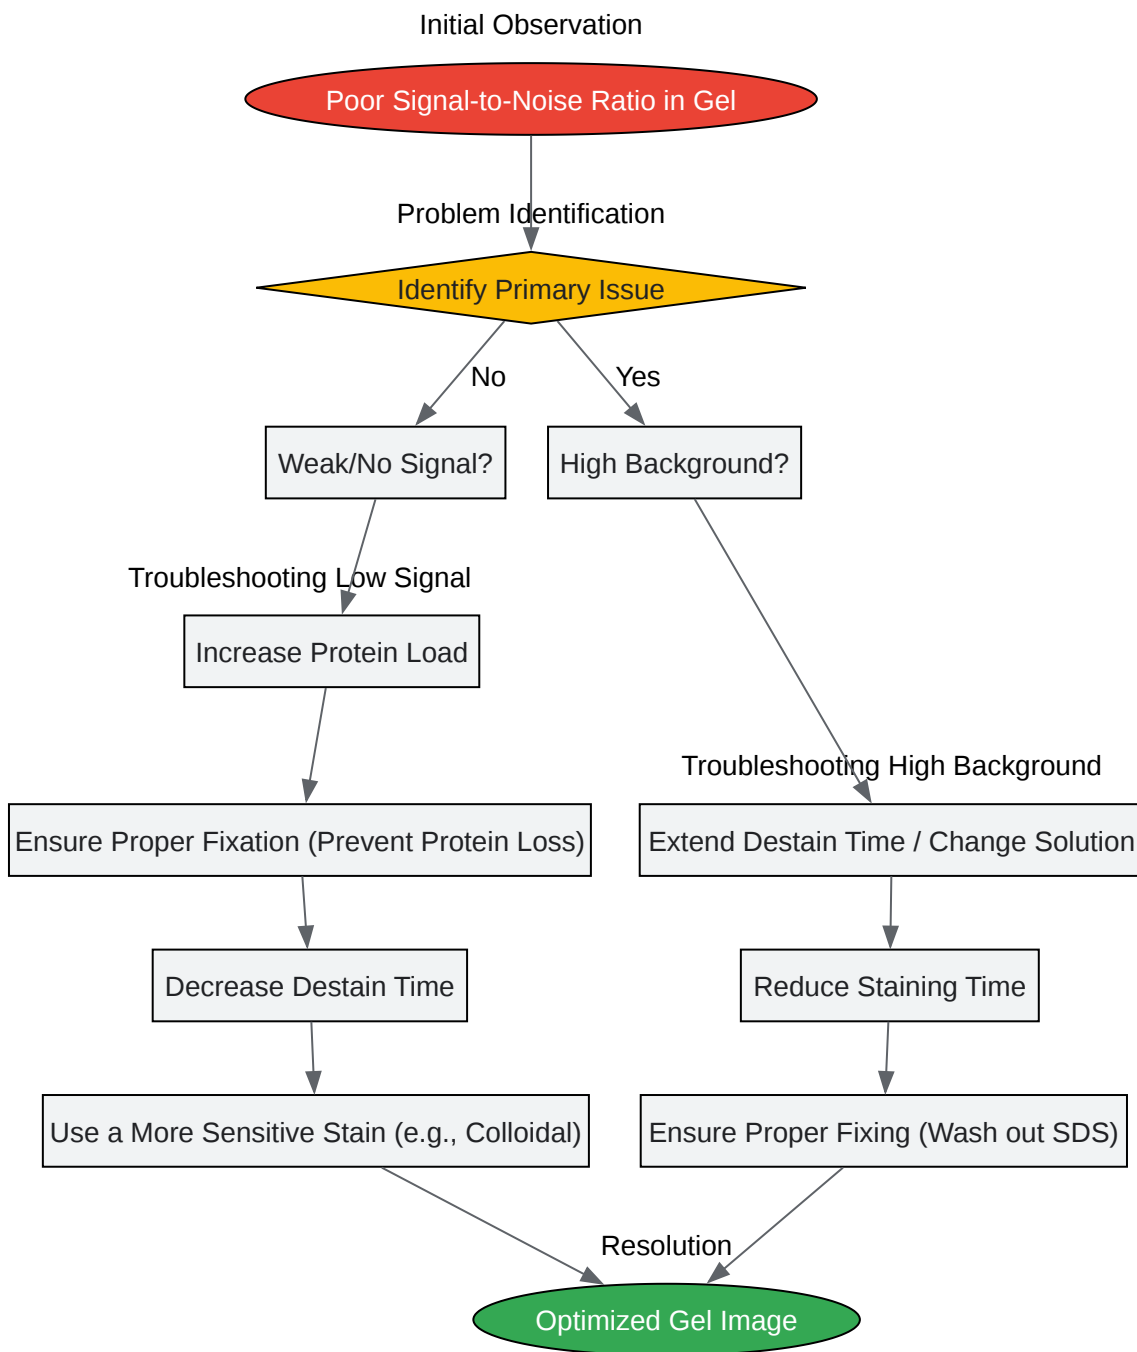 Initial Observation
Poor Signal-to-Noise Ratio in Gel
Problem Identification
Identify Primary Issue
No
Yes
Weak/No Signal?
High Background?
Troubleshooting Low Signal
Increase Protein Load
Troubleshooting High Background
Ensure Proper Fixation (Prevent Protein Loss)
Extend Destain Time / Change Solution
Decrease Destain Time
Reduce Staining Time
Use a More Sensitive Stain (e.g., Colloidal)
Ensure Proper Fixing (Wash out SDS)
Resolution
Optimized Gel Image